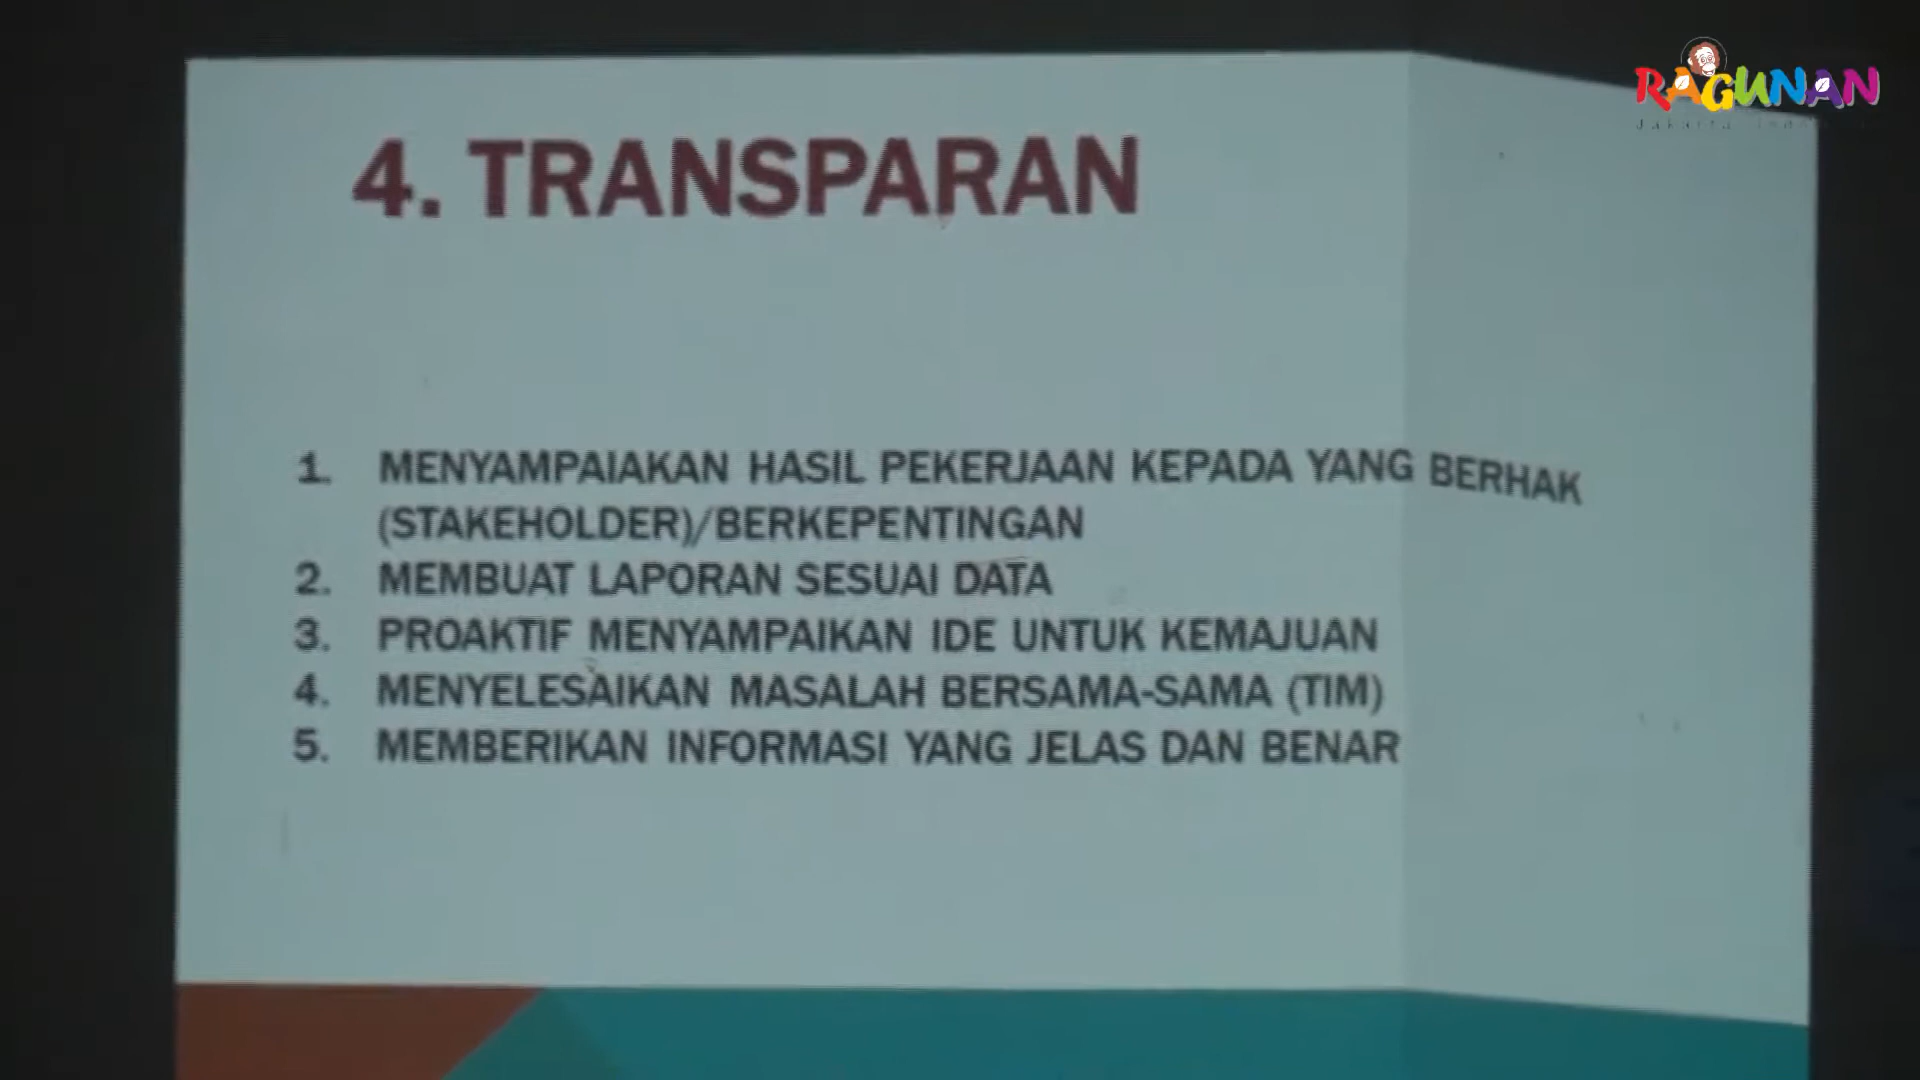 RAGUNAN
4. TRANSPARAN
1. MENYAMPAIAKAN HASIL PEKERJAAN KEPADA YANG BERHAK
(STAKEHOLDER)/BERKEPENTINGAN
2. MEMBUAT LAPORAN SESUAI DATA
3. PROAKTIF MENYAMPAIKAN IDE UNTUK KEMAJUAN
4. MENYELESAIKAN MASALAH BERSAMA-SAMA (TIM)
5. MEMBERIKAN INFORMASI YANG JELAS DAN BENAR